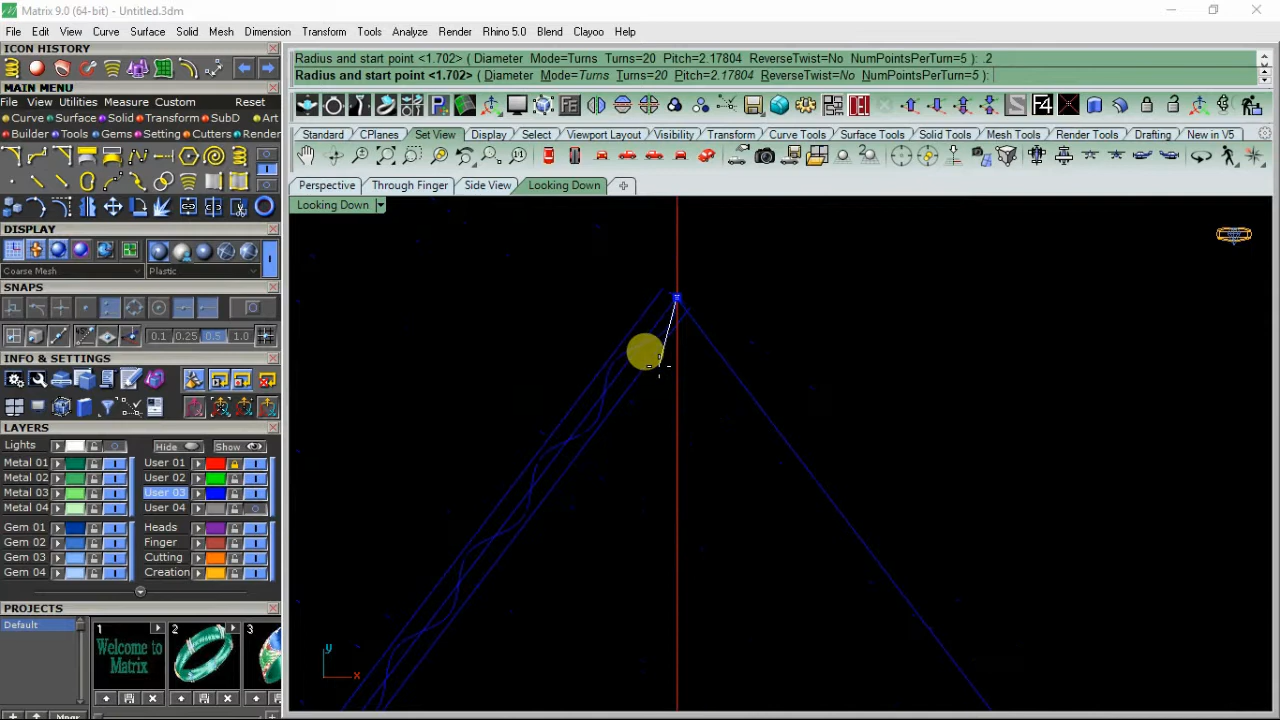 Matrix 9.0 (64-bit) - Untitled.3dm
File Edit View Curve Surface Solid Mesh Dimension Transform Tools Analyze Render Rhino 5.0 Blend Clayoo Help
ICON HISTORY
Radius and start point <1.702> ( Diameter Mode=Turns Turns=20 Pitch=2.17804 ReverseTwist=No NumPointsPerTurn=5 ): .2
Radius and start point <1.702> ( Diameter Mode=Turns Turns=20 Pitch=2.17804 ReverseTwist=No NumPointsPerTurn=5 ):
MAIN MENU
File View Utilities Measure Custom Reset
Curve Surface Solid Transform SubD Art
Builder Tools Gems Setting Cutters Render
Standard CPlanes Set View Display Select Viewport Layout Visibility Transform Curve Tools Surface Tools Solid Tools Mesh Tools Render Tools Drafting New in V5
Perspective Through Finger Side View Looking Down
Looking Down
DISPLAY
Coarse Mesh Plastic
SNAPS
0.1 0.25 0.5 1.0
INFO & SETTINGS
LAYERS
Lights Hide Show
Metal 01 User 01
Metal 02 User 02
Metal 03 User 03
Metal 04 User 04
Gem 01 Heads
Gem 02 Finger
Gem 03 Cutting
Gem 04 Creation
PROJECTS
Default
1 2 3
Welcome to Matrix
y
x
Mngr